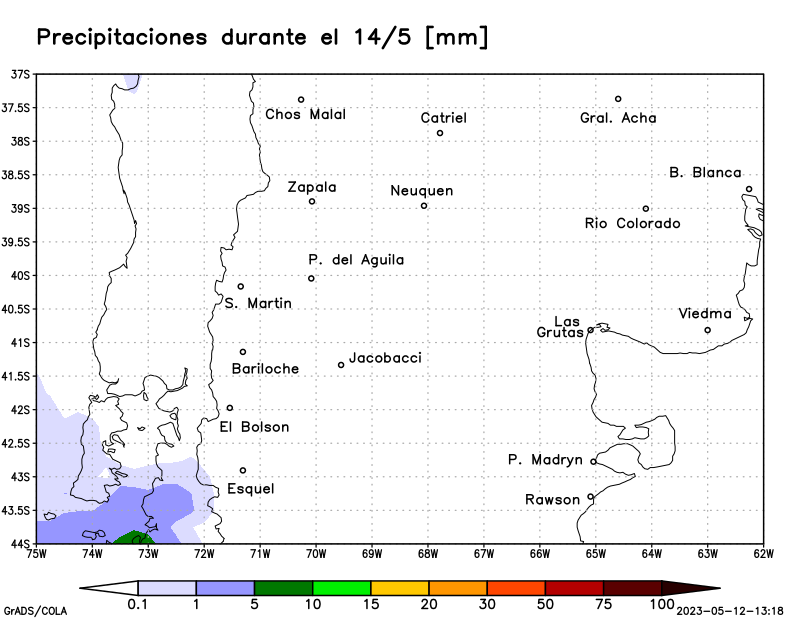 Precipitaciones durante el 14/5 [mm]
37S
37.5S
38S
38.5S
39S
39.5S
40S
40.5S
41S
41.5S
42S
42.5S
43S
43.5S
44S
Chos Malal
Gral. Acha
Catriel
B. Blanca
Zapala
Neuquen
Rio Colorado
P. del Aguila
S. Martin
Viedma
Las
Grutas
Jacobacci
Bariloche
El Bolson
P. Madryn
Esquel
Rawson
75W 74W 73W 72W 71W 70W 69W 68W 67W 66W 65W 64W 63W 62W
0.1 1 5 10 15 20 30 50 75 100
GrADS/COLA
2023-05-12-13:18